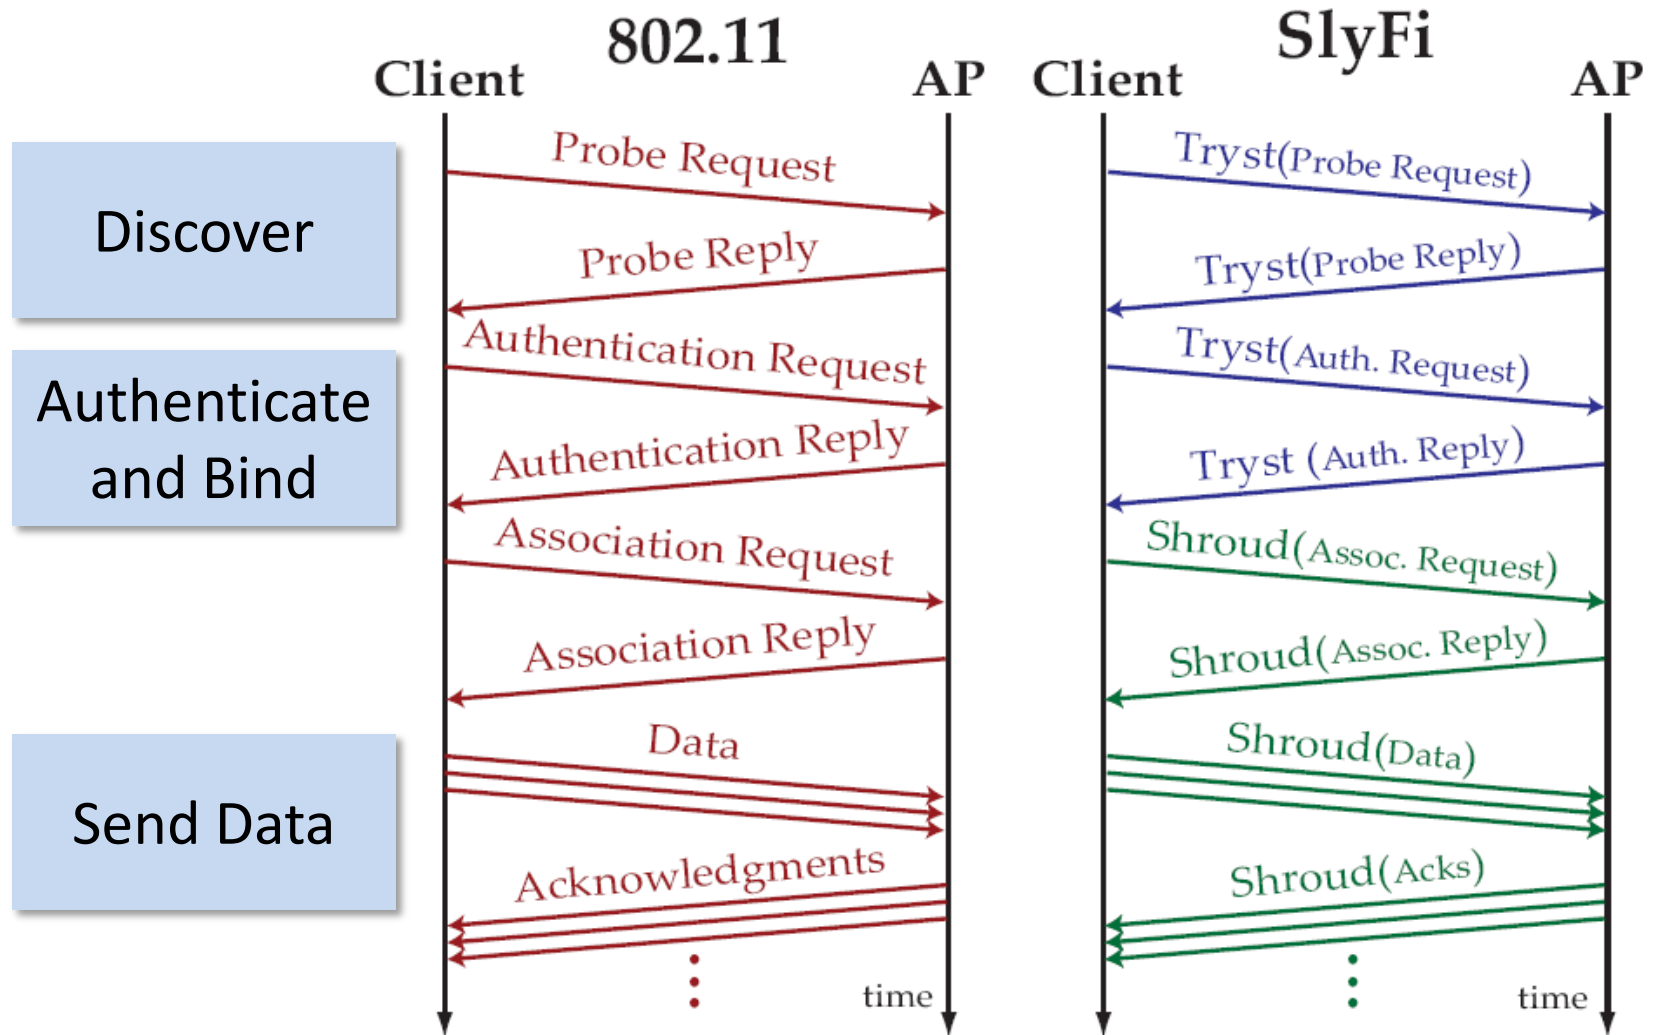 802.11
SlyFi
Client
AP
Client
AP
Discover
Authenticate
and Bind
Send Data
Probe Request
Probe Reply
Authentication Request
Authentication Reply
Association Request
Association Reply
Data
Acknowledgments
time
Tryst(Probe Request)
Tryst(Probe Reply)
Tryst(Auth. Request)
Tryst (Auth. Reply)
Shroud(Assoc. Request)
Shroud(Assoc. Reply)
Shroud(Data)
Shroud(Acks)
time